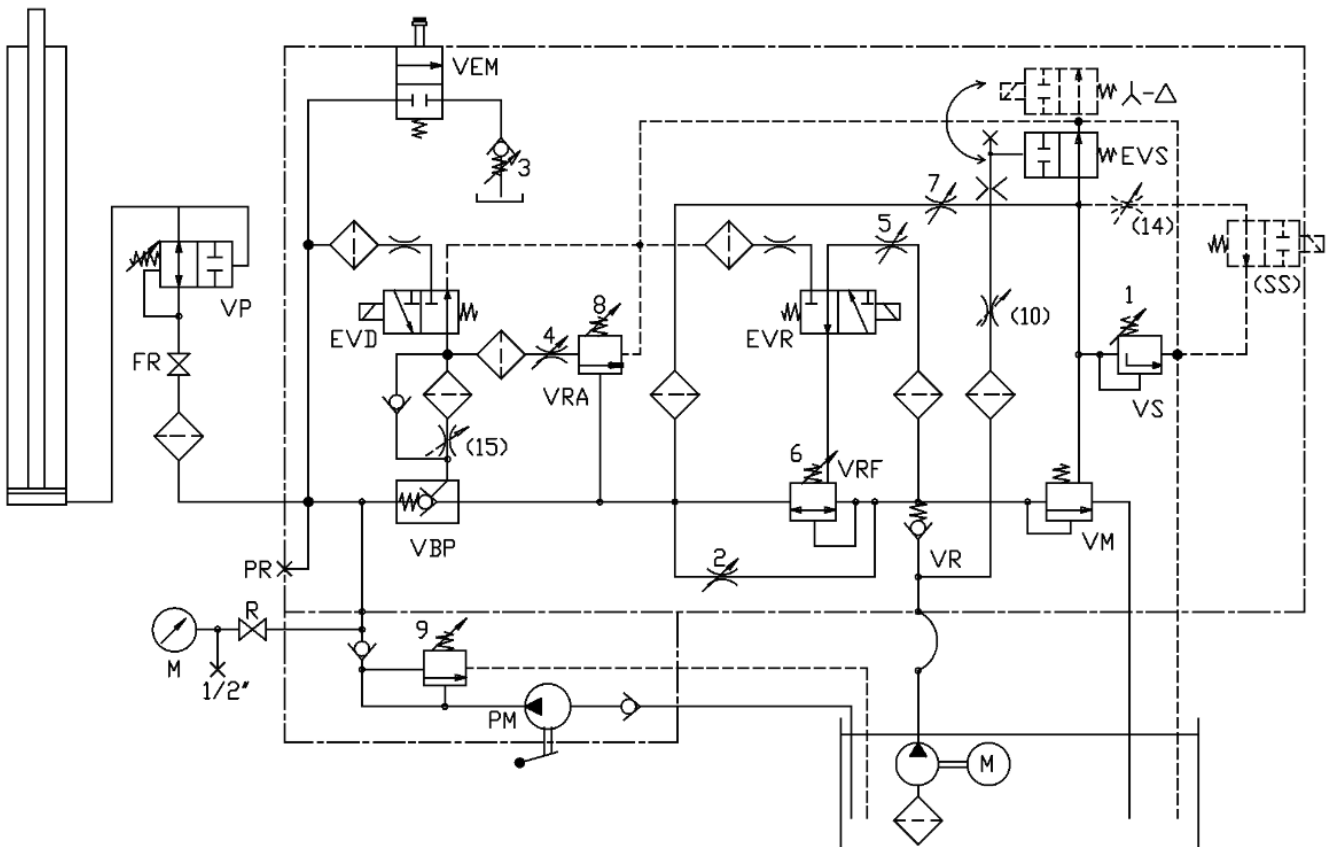 VEM
⅄-Δ
3
EVS
7
5
(14)
VP
8
(SS)
1
EVD
4
EVR
(10)
FR
VRA
VS
(15)
6
VRF
VBP
2
VR
VM
PR
R
9
M
1/2"
PM
M